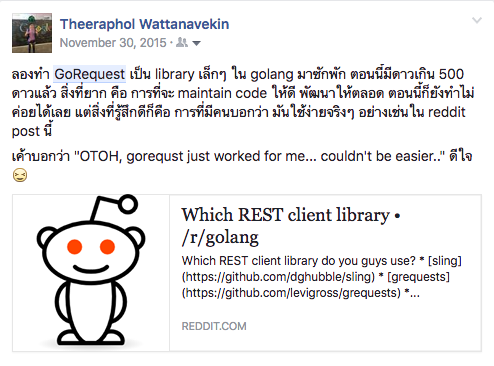 Theeraphol Wattanavekin
November 30, 2015 ·
ลองทำ GoRequest เป็น library เล็กๆ ใน golang มาซักพัก ตอนนี้มีดาวเกิน 500
ดาวแล้ว สิ่งที่ยาก คือ การที่จะ maintain code ให้ดี พัฒนาให้ตลอด ตอนนี้ก็ยังทำไม่
ค่อยได้เลย แต่สิ่งที่รู้สึกดีก็คือ การที่มีคนบอกว่า มันใช้ง่ายจริงๆ อย่างเช่นใน reddit
post นี้
เค้าบอกว่า "OTOH, gorequst just worked for me... couldn't be easier.." ดีใจ
Which REST client library •
/r/golang
Which REST client library do you guys use? * [sling]
(https://github.com/dghubble/sling) * [grequests]
(https://github.com/levigross/grequests) *...
REDDIT.COM